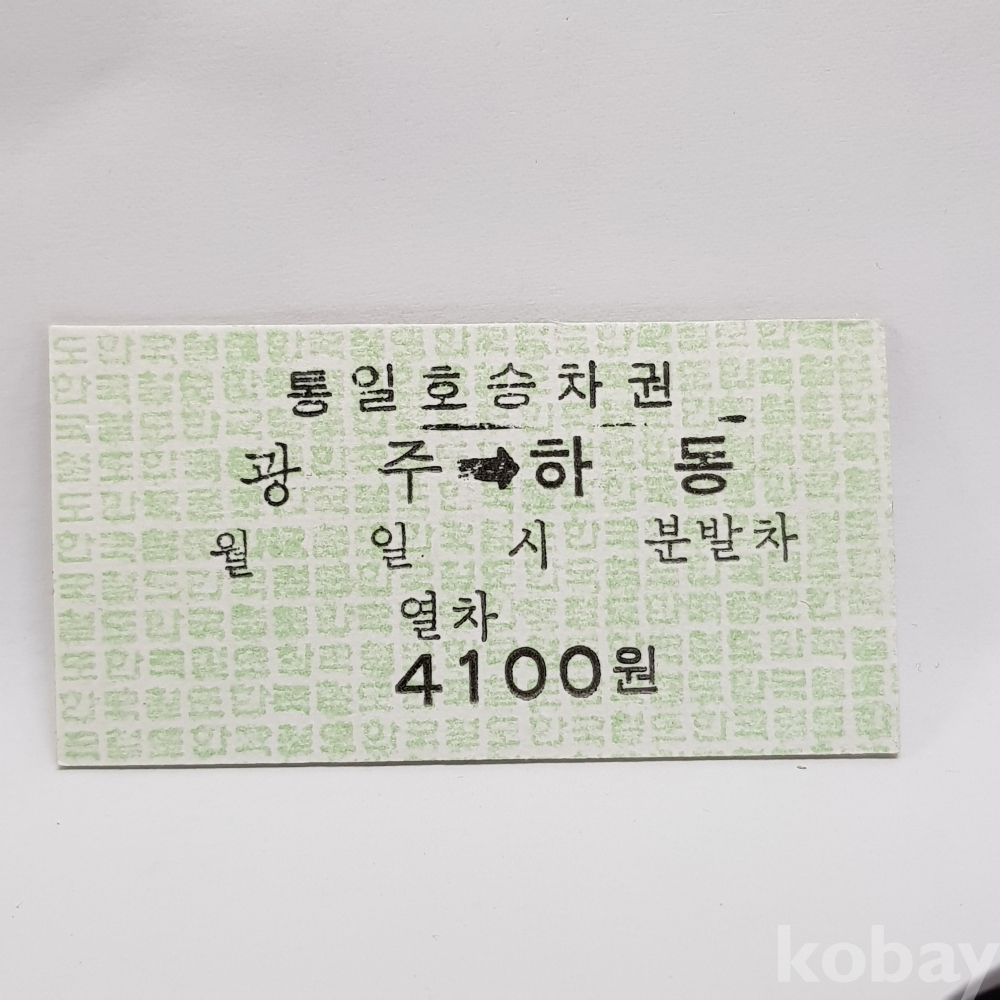 통일호승차권
광 주 ➡ 하 동
월 일 시 분발차
열차
4100원
kobay